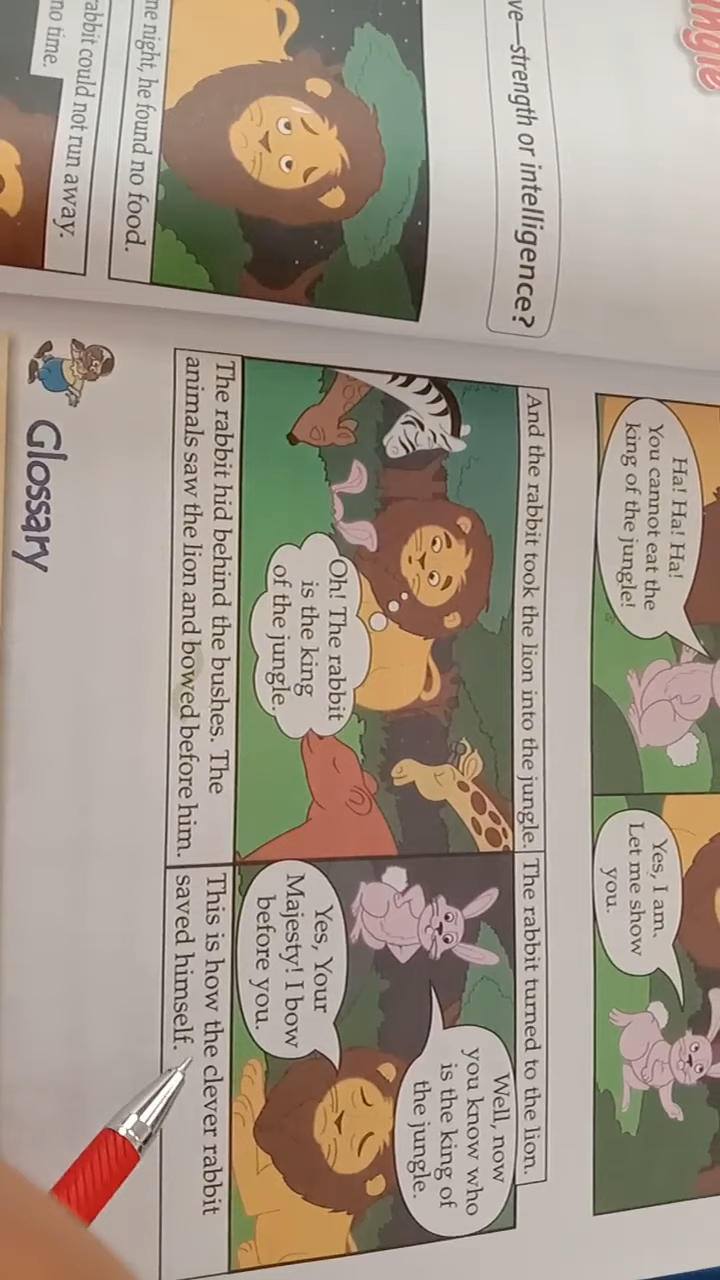 ngle
ve—strength or intelligence?
ne night, he found no food.
abbit could not run away.
no time.
Ha! Ha! Ha!
You cannot eat the
king of the jungle!
Yes, I am.
Let me show
you.
And the rabbit took the lion into the jungle.
Oh! The rabbit
is the king
of the jungle.
The rabbit hid behind the bushes. The
animals saw the lion and bowed before him.
The rabbit turned to the lion.
Well, now
you know who
is the king of
the jungle.
Yes, Your
Majesty! I bow
before you.
This is how the clever rabbit
saved himself.
Glossary